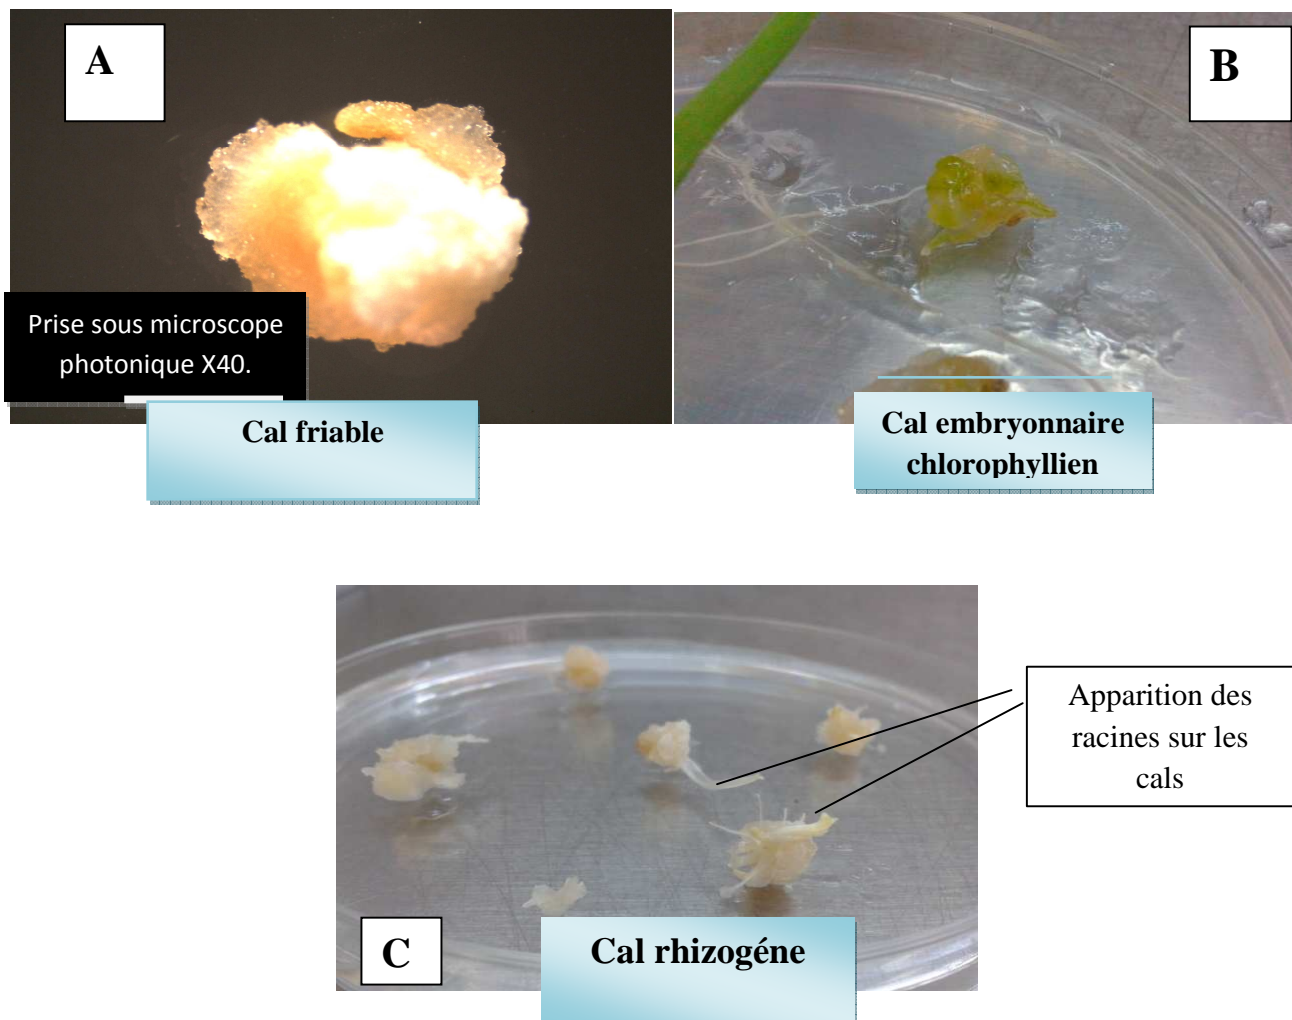 A
B
Prise sous microscope
photonique X40.
Cal friable
Cal embryonnaire
chlorophyllien
Apparition des
racines sur les
cals
C
Cal rhizogéne